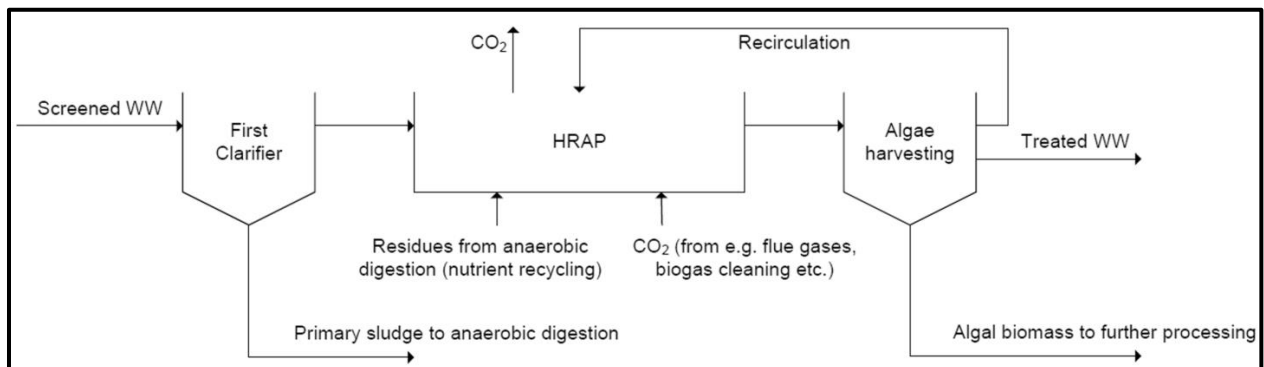 CO₂
Recirculation
Screened WW
First
Clarifier
HRAP
Algae
harvesting
Treated WW
Residues from anaerobic
digestion (nutrient recycling)
CO₂ (from e.g. flue gases,
biogas cleaning etc.)
Primary sludge to anaerobic digestion
Algal biomass to further processing